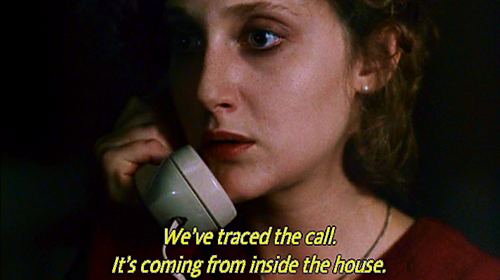 We've traced the call.
It's coming from inside the house.